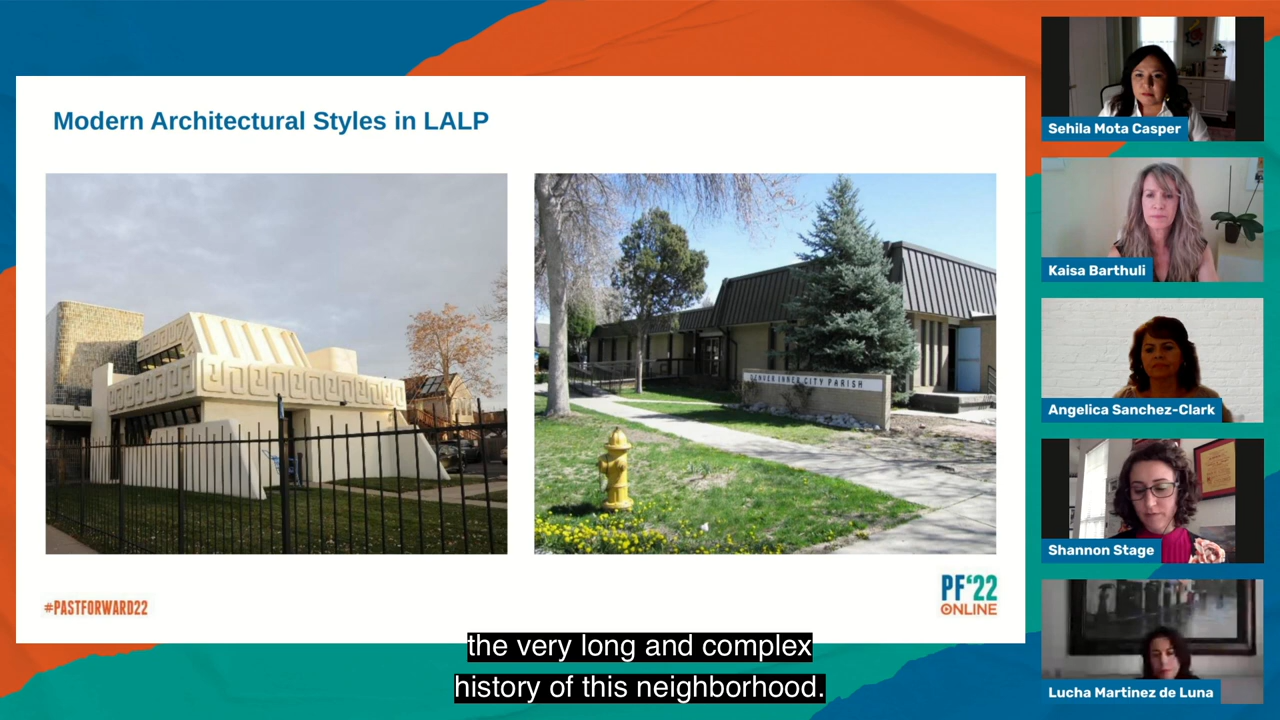 Modern Architectural Styles in LALP
DENVER INNER CITY PARISH
#PASTFORWARD22
PF'22
ONLINE
the very long and complex
history of this neighborhood.
Sehila Mota Casper
Kaisa Barthuli
Angelica Sanchez-Clark
Shannon Stage
Lucha Martinez de Luna